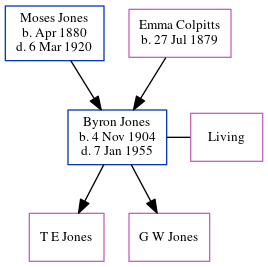 Moses Jones
b. Apr 1880
d. 6 Mar 1920
Emma Colpitts
b. 27 Jul 1879
Byron Jones
b. 4 Nov 1904
d. 7 Jan 1955
Living
T E Jones
G W Jones